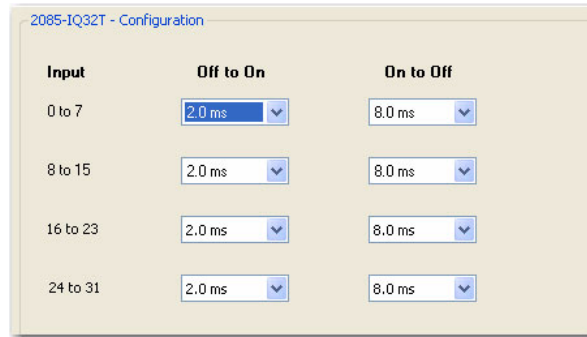 2085-IQ32T - Configuration
Input Off to On On to Off
0 to 7 2.0 ms 8.0 ms
8 to 15 2.0 ms 8.0 ms
16 to 23 2.0 ms 8.0 ms
24 to 31 2.0 ms 8.0 ms